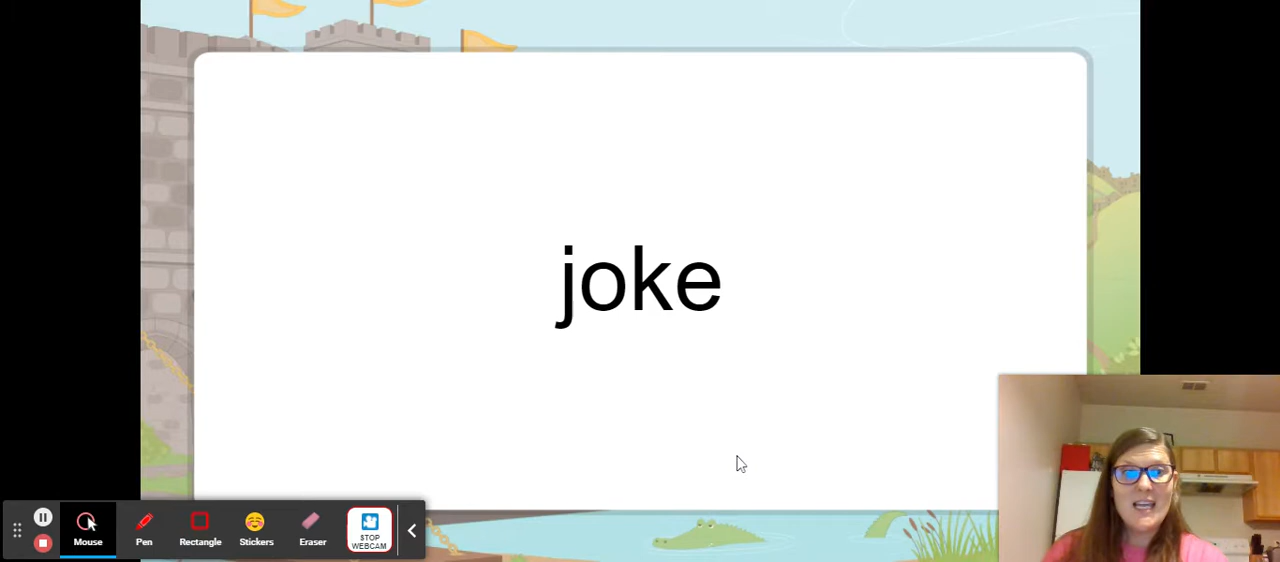 joke
Mouse
Pen
Rectangle
Stickers
Eraser
STOP
WEBCAM